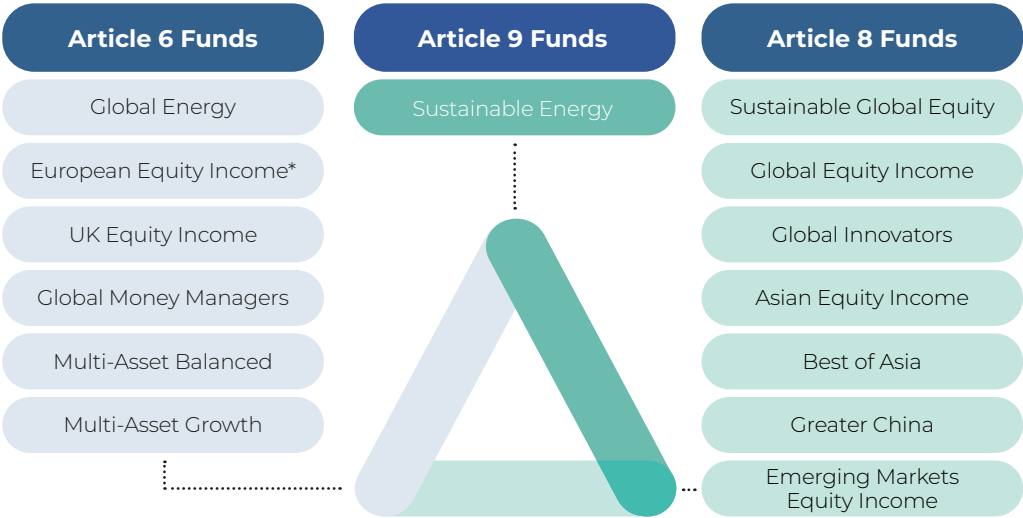 Article 6 Funds
Global Energy
European Equity Income*
UK Equity Income
Global Money Managers
Multi-Asset Balanced
Multi-Asset Growth
Article 9 Funds
Sustainable Energy
Article 8 Funds
Sustainable Global Equity
Global Equity Income
Global Innovators
Asian Equity Income
Best of Asia
Greater China
Emerging Markets
Equity Income